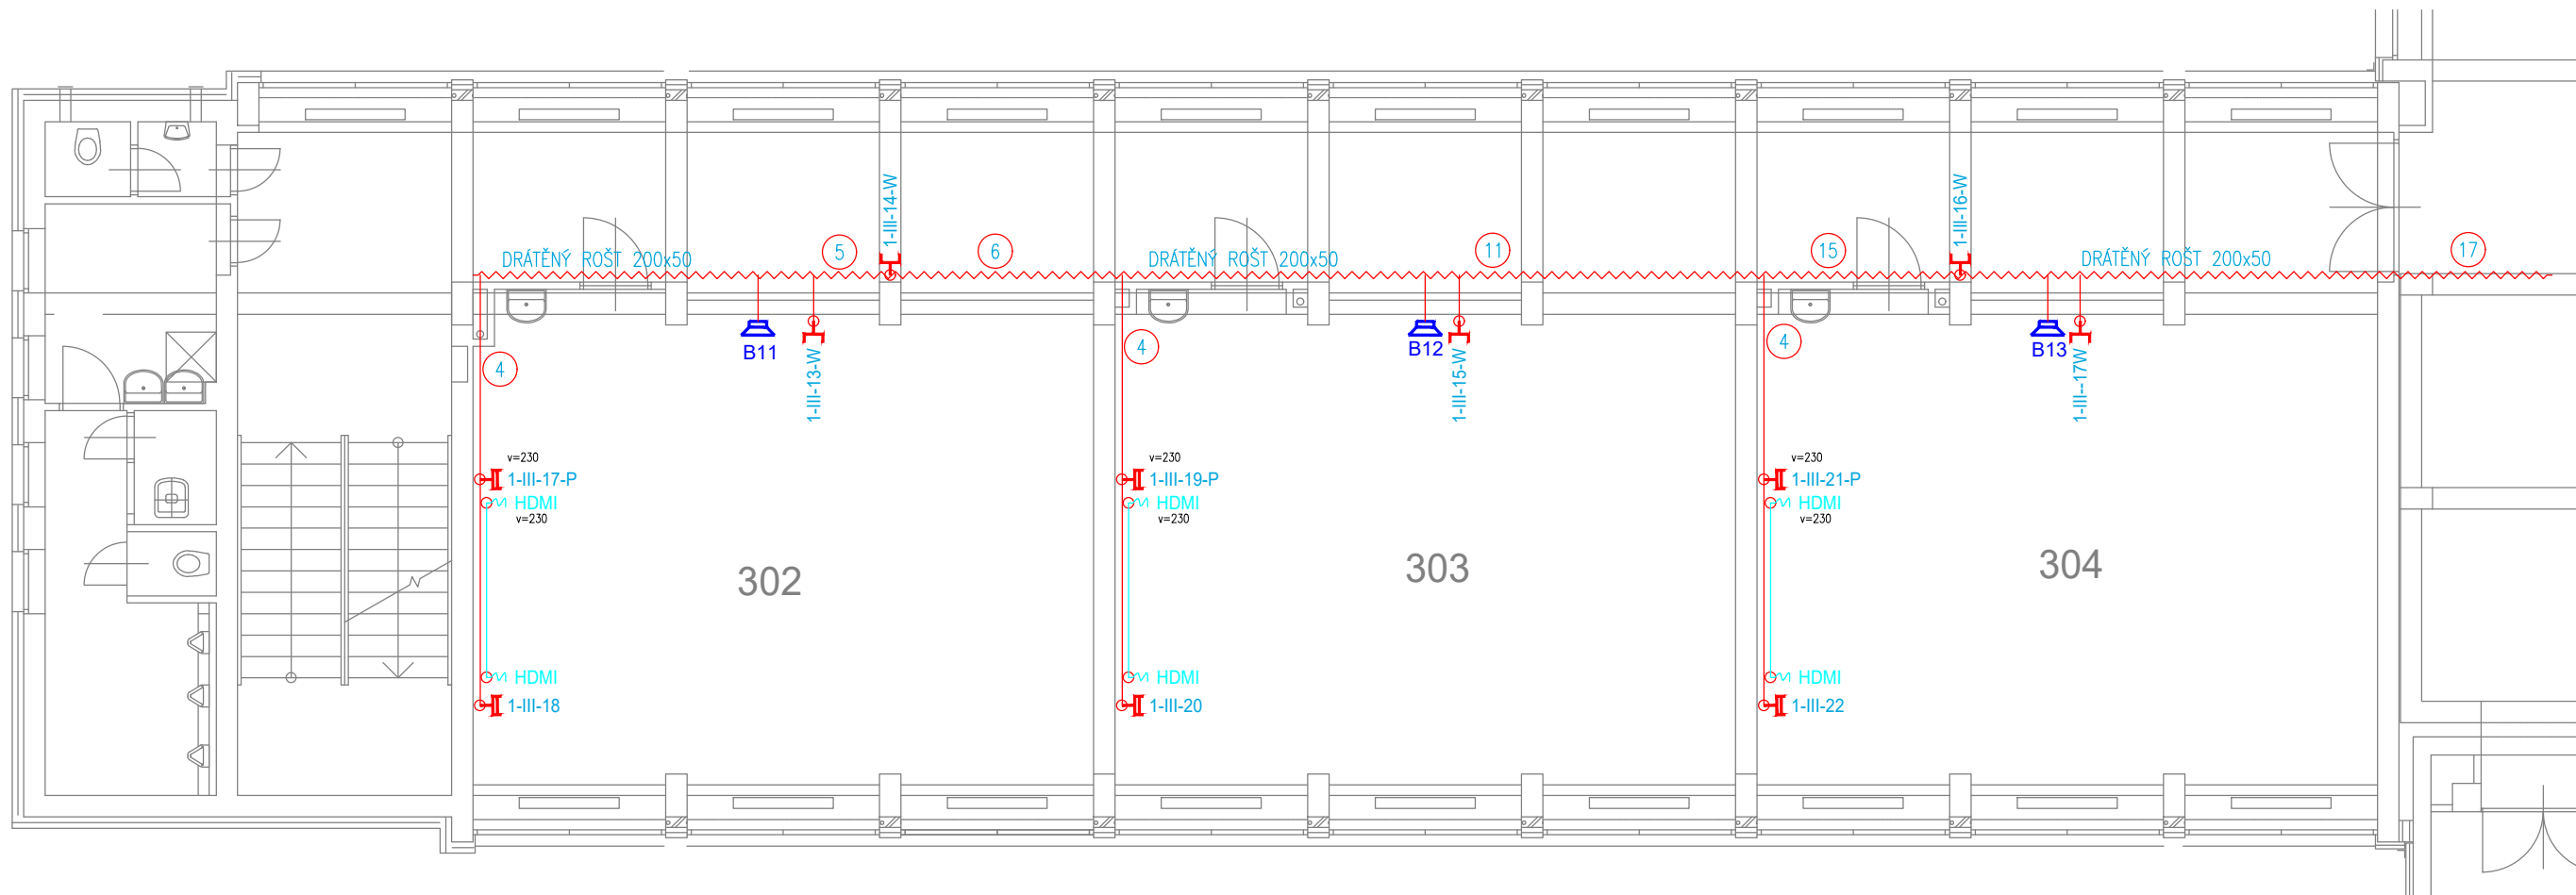 1-III-14-W
1-III-16-W
DRÁTĚNÝ ROŠT 200x50
5
6
DRÁTĚNÝ ROŠT 200x50
11
15
DRÁTĚNÝ ROŠT 200x50
17
4
B11
1-III-13-W
4
B12
1-III-15-W
4
B13
1-III--17W
v=230
1-III-17-P
HDMI
v=230
v=230
1-III-19-P
HDMI
v=230
v=230
1-III-21-P
HDMI
v=230
302
303
304
HDMI
1-III-18
HDMI
1-III-20
HDMI
1-III-22